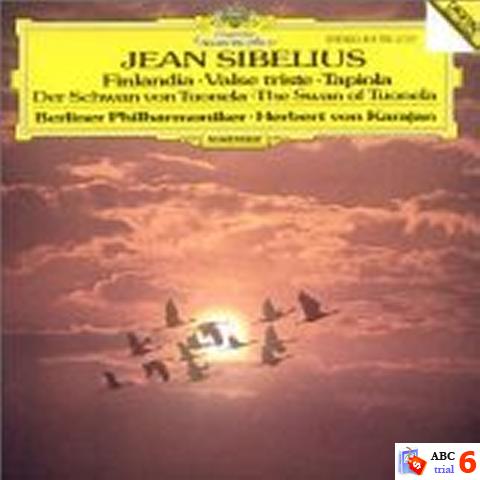 JEAN SIBELIUS
Finlandia · Valse triste · Tapiola
Der Schwan von Tuonela · The Swan of Tuonela
Berliner Philharmoniker · Herbert von Karajan
ABC
trial 6